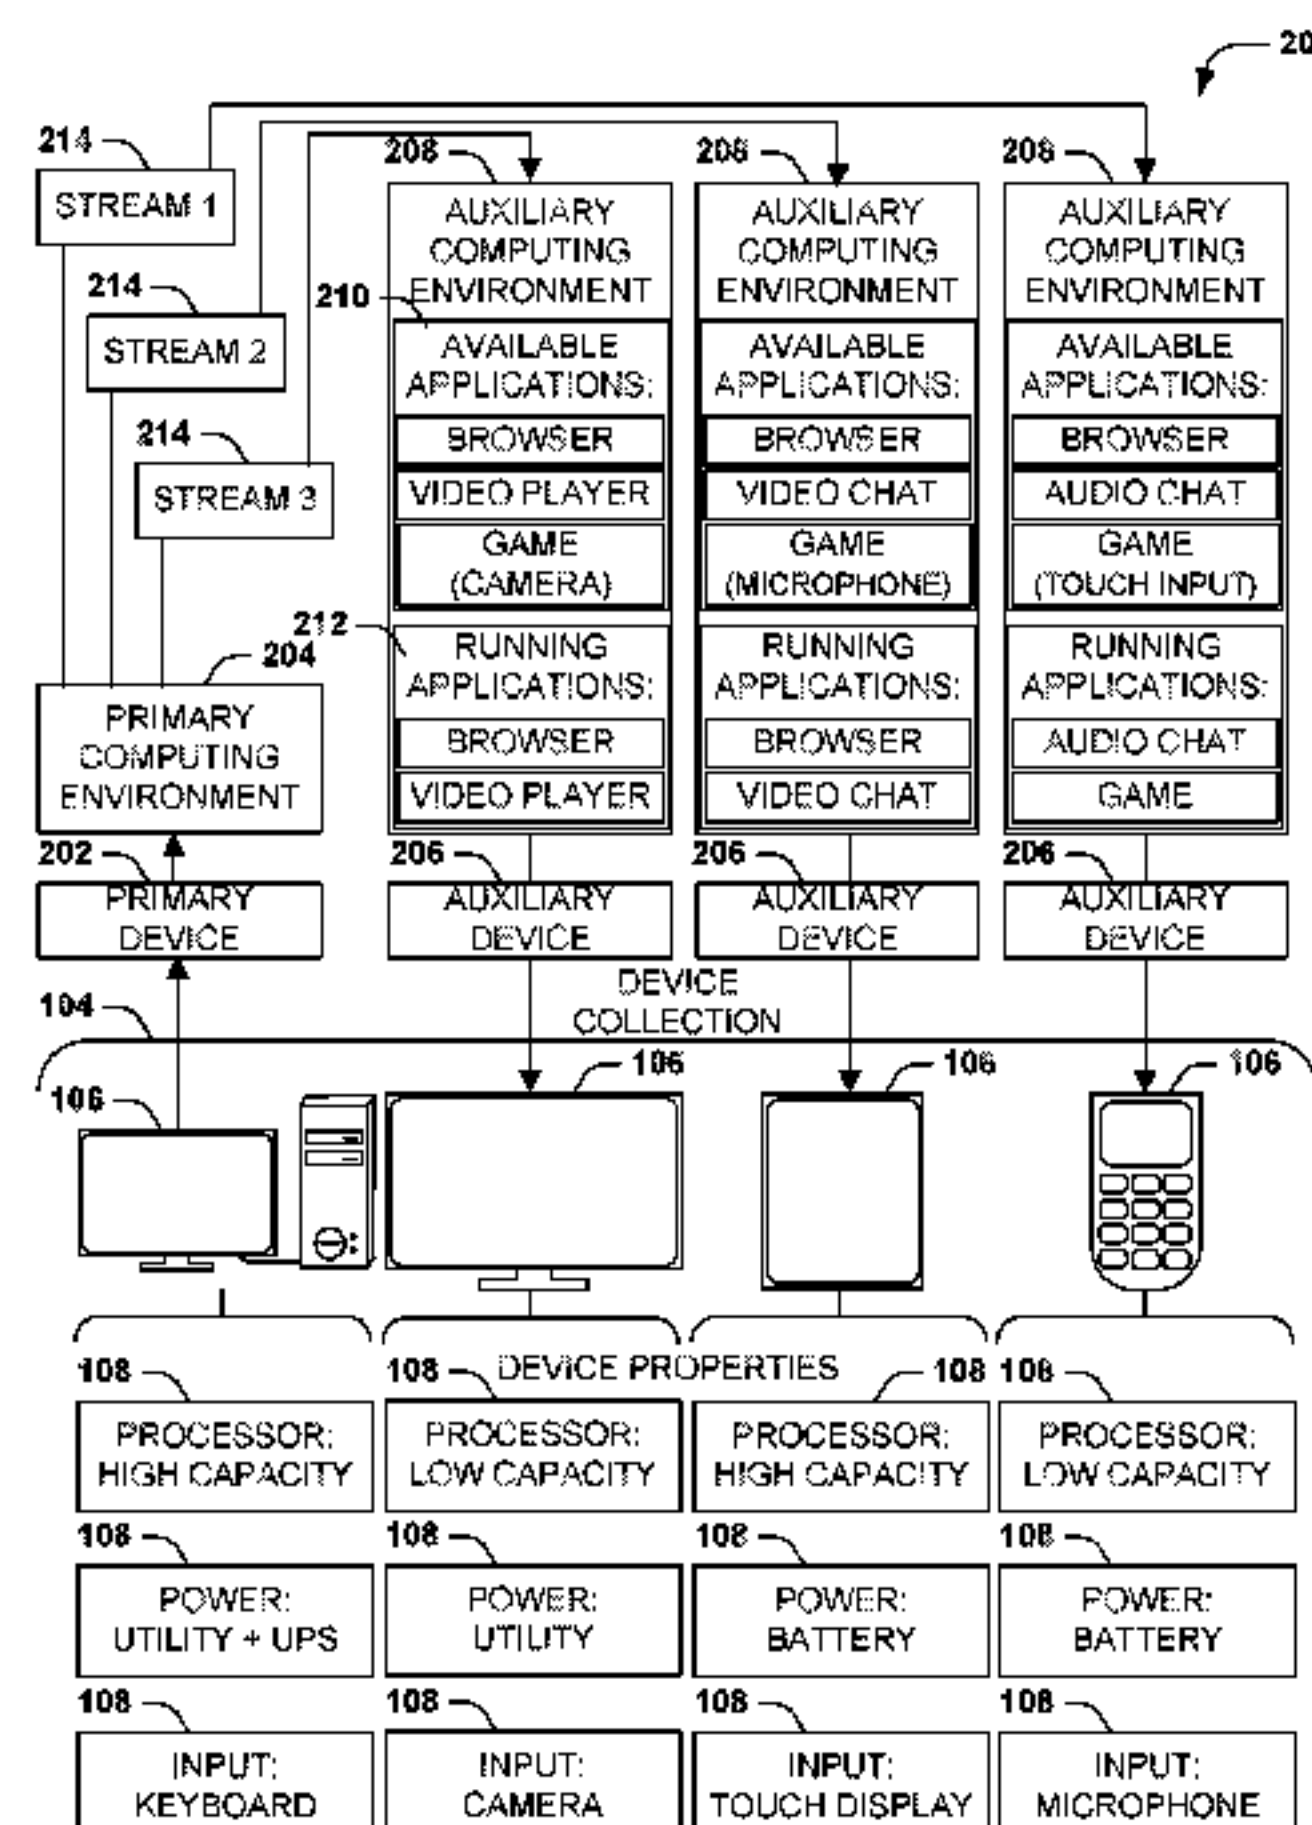 20
214
208
208
208
STREAM 1
AUXILIARY
COMPUTING
ENVIRONMENT
AUXILIARY
COMPUTING
ENVIRONMENT
AUXILIARY
COMPUTING
ENVIRONMENT
214
210
STREAM 2
AVAILABLE
APPLICATIONS:
AVAILABLE
APPLICATIONS:
AVAILABLE
APPLICATIONS:
214
BROWSER
BROWSER
BROWSER
STREAM 3
VIDEO PLAYER
VIDEO CHAT
AUDIO CHAT
GAME
(CAMERA)
GAME
(MICROPHONE)
GAME
(TOUCH INPUT)
212
204
RUNNING
APPLICATIONS:
RUNNING
APPLICATIONS:
RUNNING
APPLICATIONS:
PRIMARY
COMPUTING
ENVIRONMENT
BROWSER
BROWSER
AUDIO CHAT
VIDEO PLAYER
VIDEO CHAT
GAME
202
206
206
206
PRIMARY
DEVICE
AUXILIARY
DEVICE
AUXILIARY
DEVICE
AUXILIARY
DEVICE
DEVICE
COLLECTION
104
106
106
106
106
DEVICE PROPERTIES
108
108
108
108
PROCESSOR:
HIGH CAPACITY
PROCESSOR:
LOW CAPACITY
PROCESSOR:
HIGH CAPACITY
PROCESSOR:
LOW CAPACITY
108
108
108
108
POWER:
UTILITY + UPS
POWER:
UTILITY
POWER:
BATTERY
POWER:
BATTERY
108
108
108
108
INPUT:
KEYBOARD
INPUT:
CAMERA
INPUT:
TOUCH DISPLAY
INPUT:
MICROPHONE